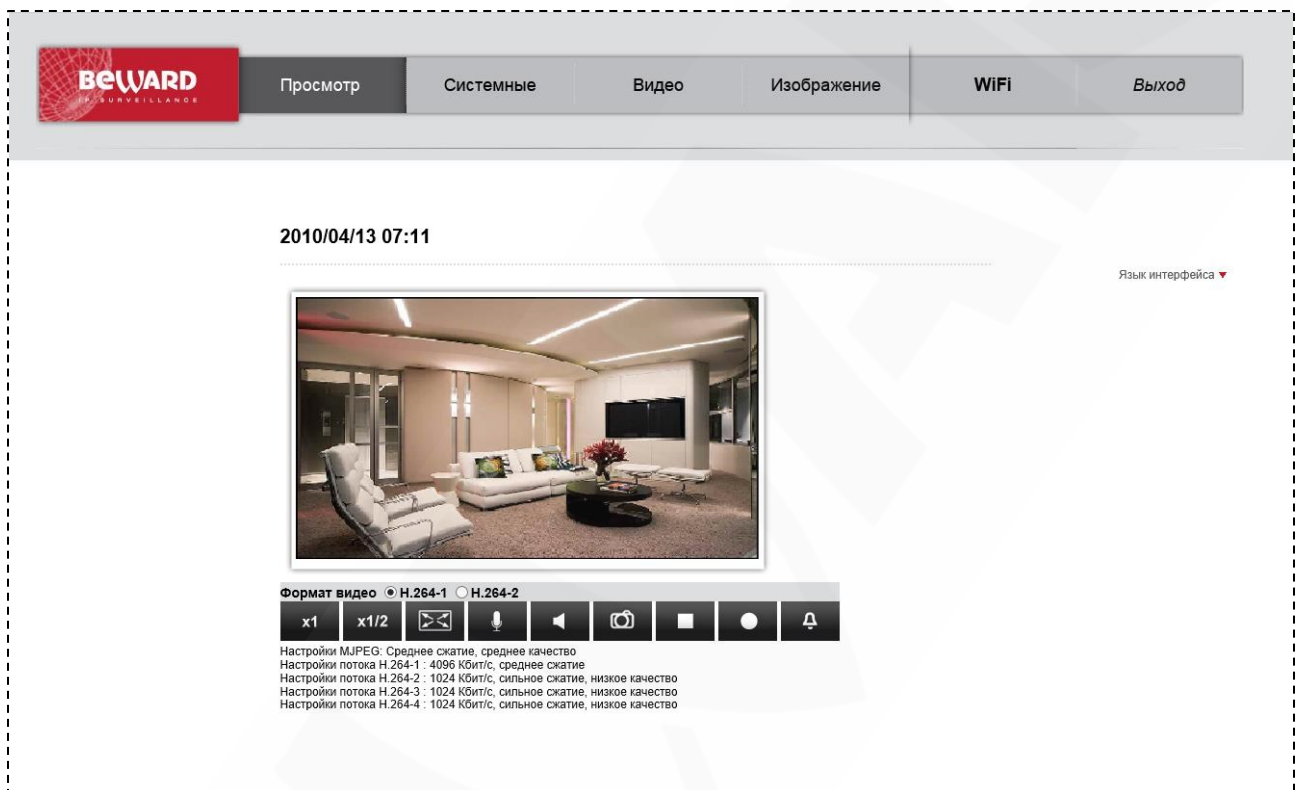 BEWARD
IP SURVEILLANCE
Просмотр
Системные
Видео
Изображение
WiFi
Выход
2010/04/13 07:11
Язык интерфейса ▼
Формат видео H.264-1 H.264-2
x1 x1/2
Настройки MJPEG: Среднее сжатие, среднее качество
Настройки потока H.264-1 : 4096 Кбит/с, среднее сжатие
Настройки потока H.264-2 : 1024 Кбит/с, сильное сжатие, низкое качество
Настройки потока H.264-3 : 1024 Кбит/с, сильное сжатие, низкое качество
Настройки потока H.264-4 : 1024 Кбит/с, сильное сжатие, низкое качество